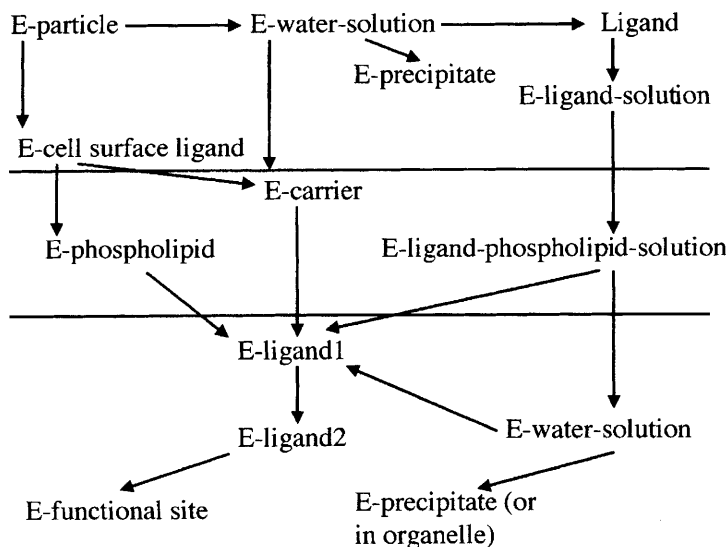 E-particle E-water-solution Ligand
E-precipitate
E-ligand-solution
E-cell surface ligand
E-carrier
E-phospholipid E-ligand-phospholipid-solution
E-ligand1
E-ligand2 E-water-solution
E-functional site E-precipitate (or
in organelle)